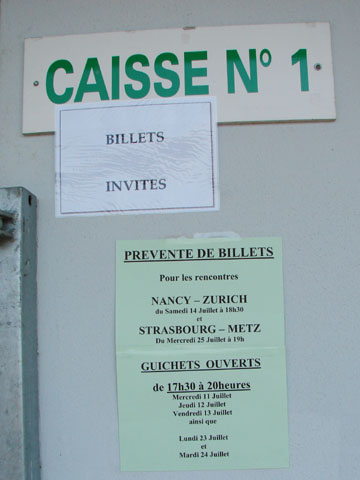 CAISSE Nº 1
BILLETS
INVITES
PREVENTE DE BILLETS
Pour les rencontres
NANCY – ZURICH
du Samedi 14 Juillet à 18h30
et
STRASBOURG – METZ
Du Mercredi 25 Juillet à 19h
GUICHETS OUVERTS
de 17h30 à 20heures
Mercredi 11 Juillet
Jeudi 12 Juillet
Vendredi 13 Juillet
ainsi que
Lundi 23 Juillet
et
Mardi 24 Juillet